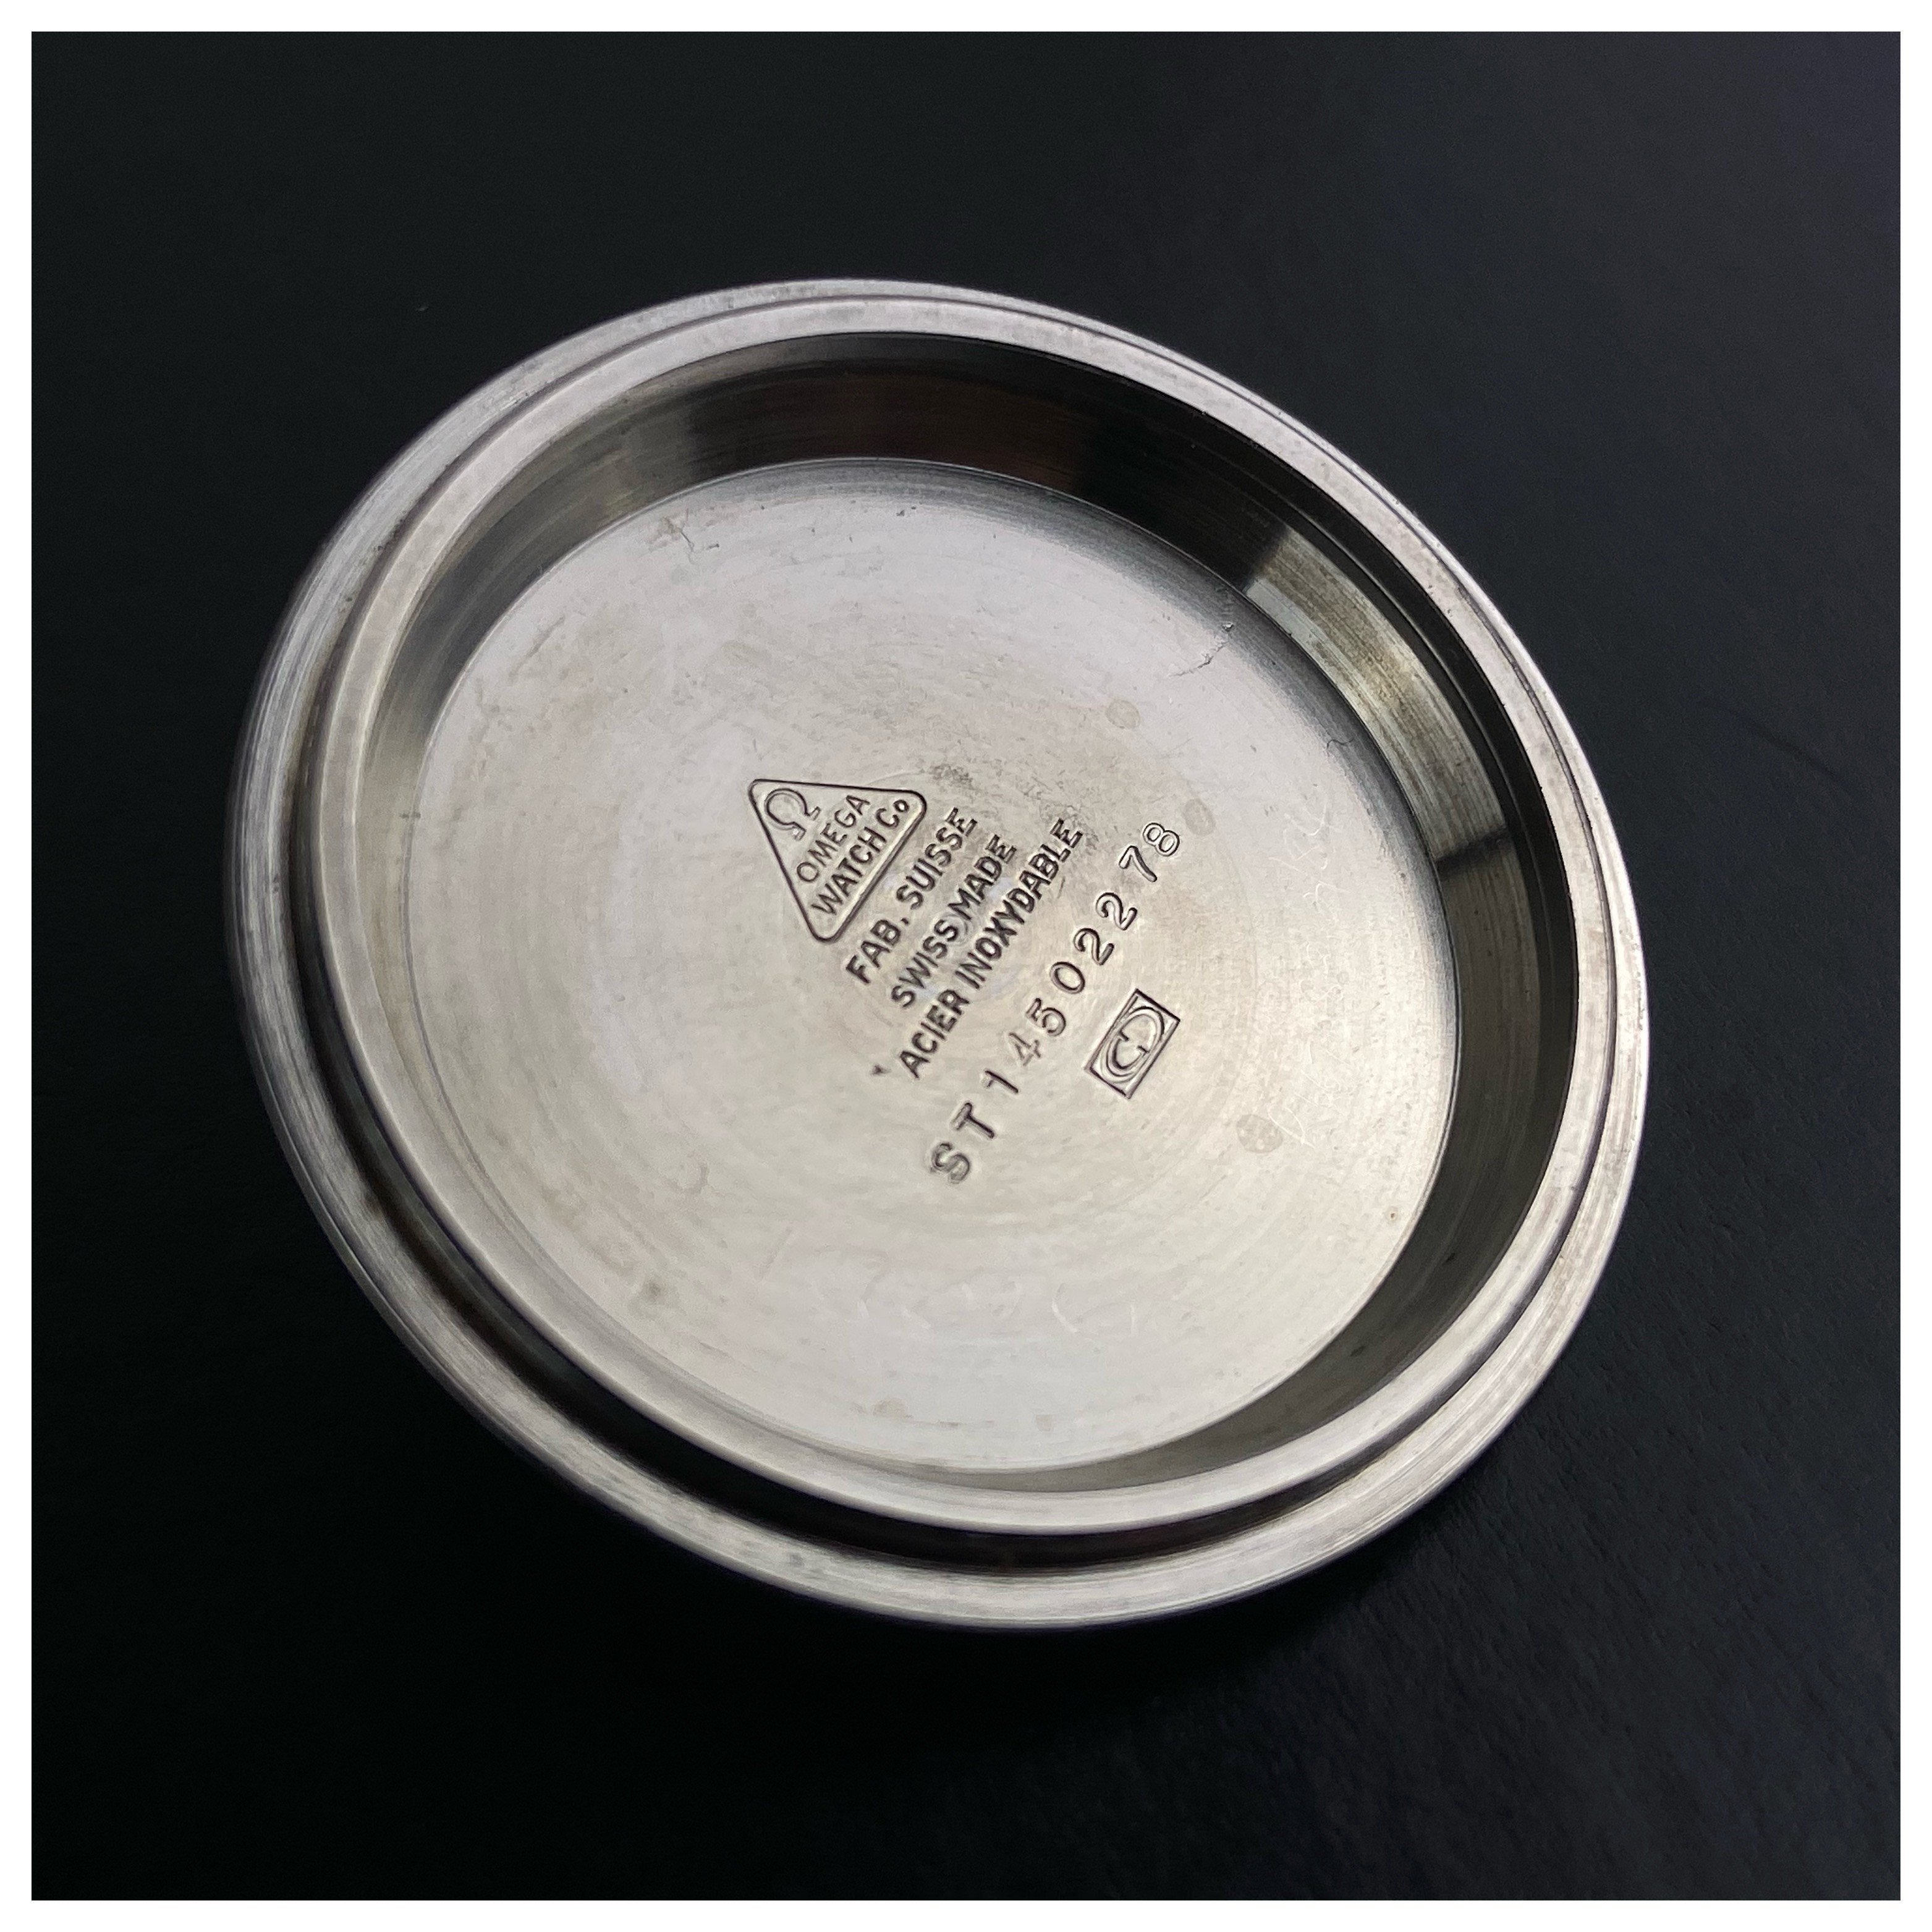 Ω
OMEGA
WATCH Co
FAB. SUISSE
SWISS MADE
ACIER INOXYDABLE
ST 145022 78